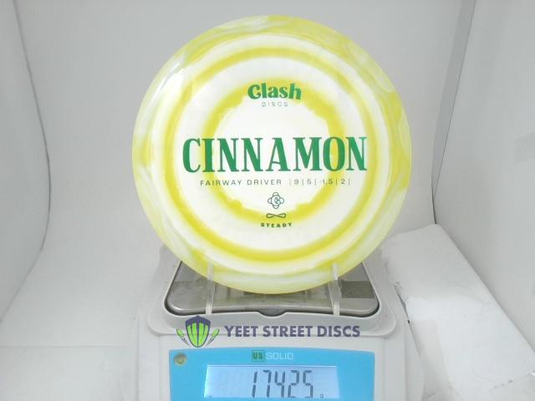 Clash
DISCS
CINNAMON
FAIRWAY DRIVER | 9 | 5 | -1.5 | 2 |
STEADY
YEET STREET DISCS
US SOLID
174.25 g